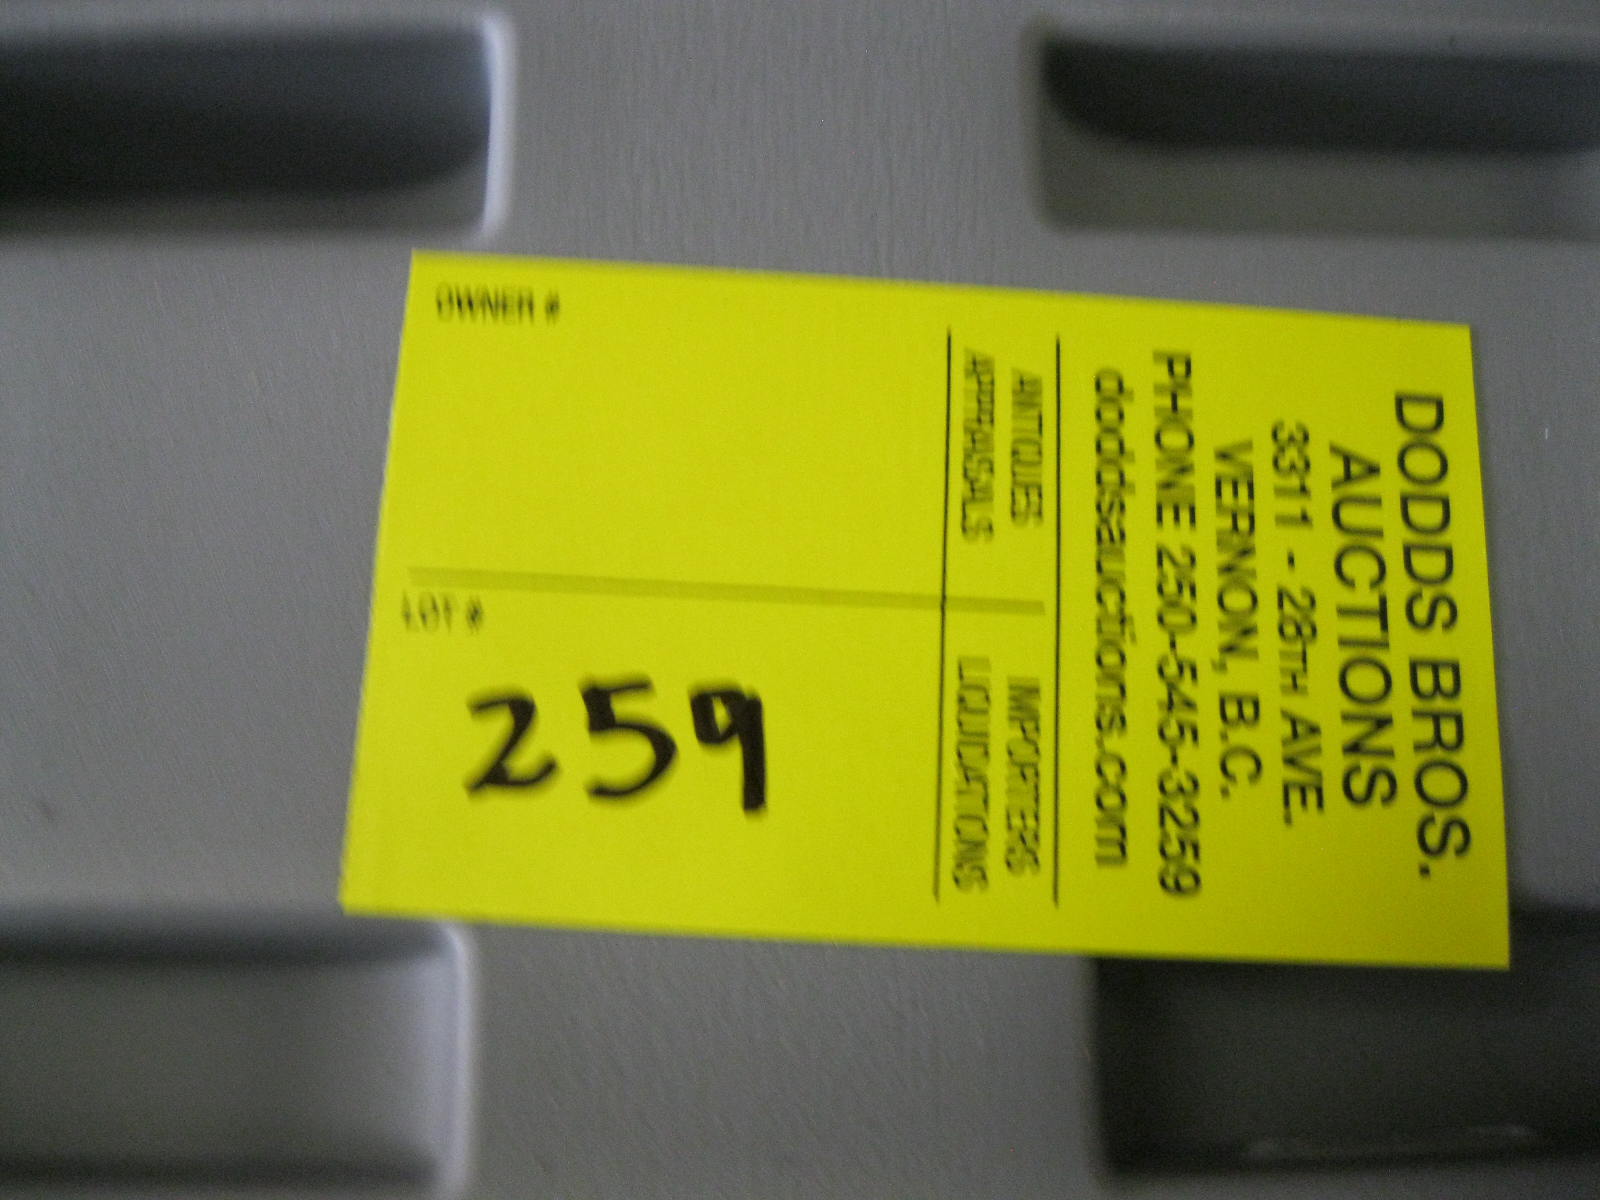 DODDS BROS.
AUCTIONS
3311 - 28TH AVE.
VERNON, B.C.
PHONE 250-545-3259
doddsauctions.com
ANTIQUES IMPORTERS
APPRAISALS LIQUIDATIONS
OWNER #
LOT #
259